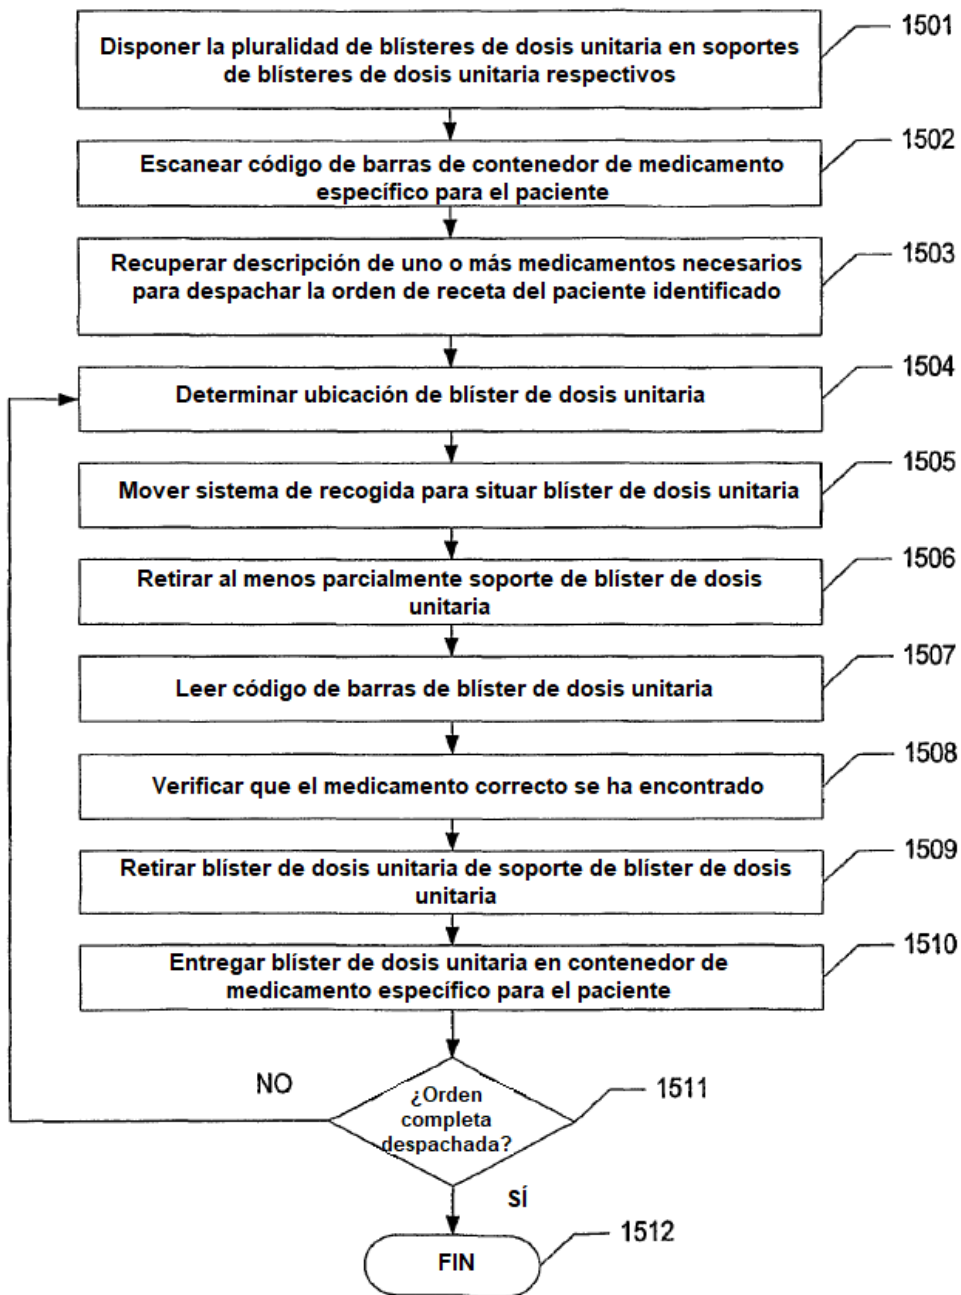 1501
Disponer la pluralidad de blísteres de dosis unitaria en soportes
de blísteres de dosis unitaria respectivos
1502
Escanear código de barras de contenedor de medicamento
específico para el paciente
1503
Recuperar descripción de uno o más medicamentos necesarios
para despachar la orden de receta del paciente identificado
1504
Determinar ubicación de blíster de dosis unitaria
1505
Mover sistema de recogida para situar blíster de dosis unitaria
1506
Retirar al menos parcialmente soporte de blíster de dosis
unitaria
1507
Leer código de barras de blíster de dosis unitaria
1508
Verificar que el medicamento correcto se ha encontrado
1509
Retirar blíster de dosis unitaria de soporte de blíster de dosis
unitaria
1510
Entregar blíster de dosis unitaria en contenedor de
medicamento específico para el paciente
NO
1511
¿Orden
completa
despachada?
SÍ
1512
FIN